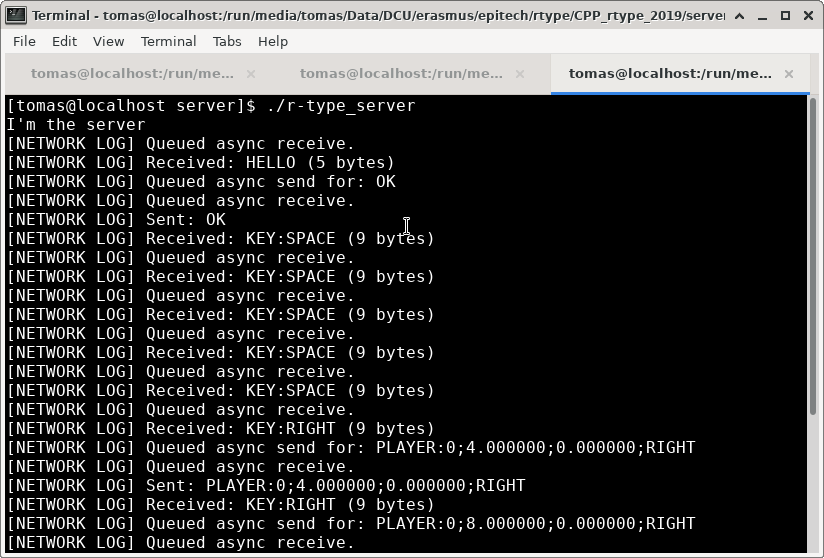 Terminal - tomas@localhost:/run/media/tomas/Data/DCU/erasmus/epitech/rtype/CPP_rtype_2019/server
File Edit View Terminal Tabs Help
tomas@localhost:/run/me... × tomas@localhost:/run/me... × tomas@localhost:/run/me... ×
[tomas@localhost server]$ ./r-type_server
I'm the server
[NETWORK LOG] Queued async receive.
[NETWORK LOG] Received: HELLO (5 bytes)
[NETWORK LOG] Queued async send for: OK
[NETWORK LOG] Queued async receive.
[NETWORK LOG] Sent: OK
[NETWORK LOG] Received: KEY:SPACE (9 bytes)
[NETWORK LOG] Queued async receive.
[NETWORK LOG] Received: KEY:SPACE (9 bytes)
[NETWORK LOG] Queued async receive.
[NETWORK LOG] Received: KEY:SPACE (9 bytes)
[NETWORK LOG] Queued async receive.
[NETWORK LOG] Received: KEY:SPACE (9 bytes)
[NETWORK LOG] Queued async receive.
[NETWORK LOG] Received: KEY:SPACE (9 bytes)
[NETWORK LOG] Queued async receive.
[NETWORK LOG] Received: KEY:RIGHT (9 bytes)
[NETWORK LOG] Queued async send for: PLAYER:0;4.000000;0.000000;RIGHT
[NETWORK LOG] Queued async receive.
[NETWORK LOG] Sent: PLAYER:0;4.000000;0.000000;RIGHT
[NETWORK LOG] Received: KEY:RIGHT (9 bytes)
[NETWORK LOG] Queued async send for: PLAYER:0;8.000000;0.000000;RIGHT
[NETWORK LOG] Queued async receive.